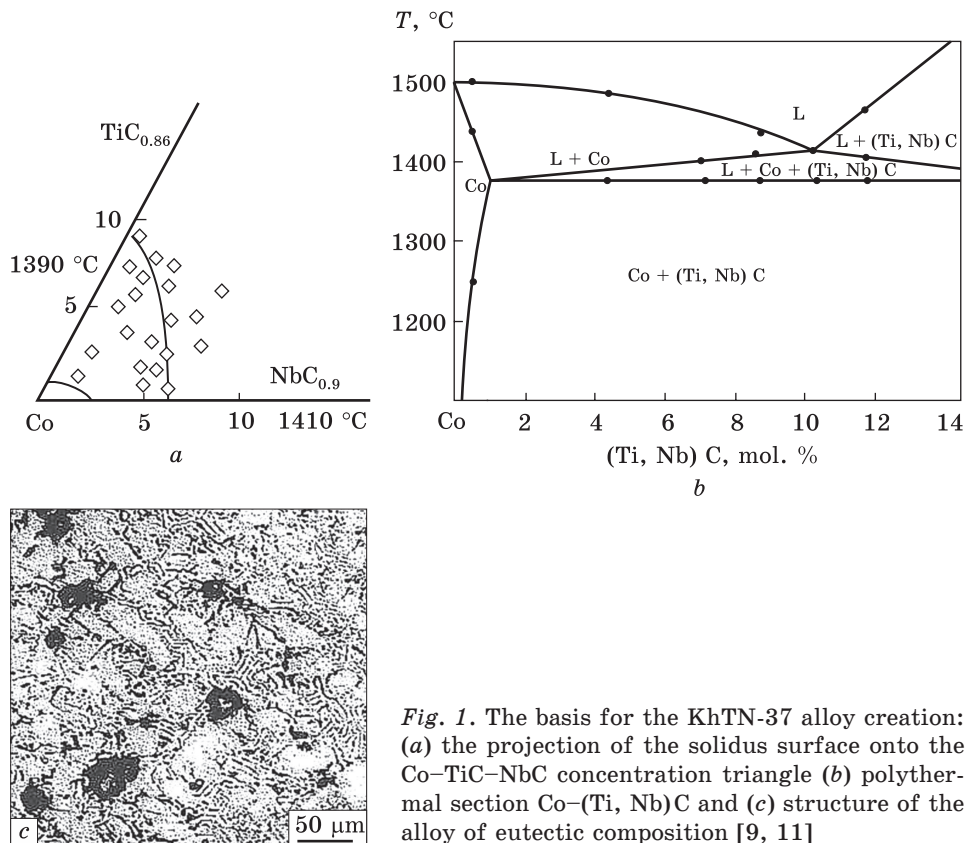 TiC0.86
10
1390 °C
5
NbC0.9
Co
5
10
1410 °C
a
T, °C
1500
L
L + (Ti, Nb) C
1400
L + Co
L + Co + (Ti, Nb) C
Co
1300
Co + (Ti, Nb) C
1200
Co
2
4
6
8
10
12
14
(Ti, Nb) C, mol. %
b
c
50 µm
Fig. 1. The basis for the KhTN-37 alloy creation:
(a) the projection of the solidus surface onto the
Co–TiC–NbC concentration triangle (b) polyther-
mal section Co–(Ti, Nb)C and (c) structure of the
alloy of eutectic composition [9, 11]